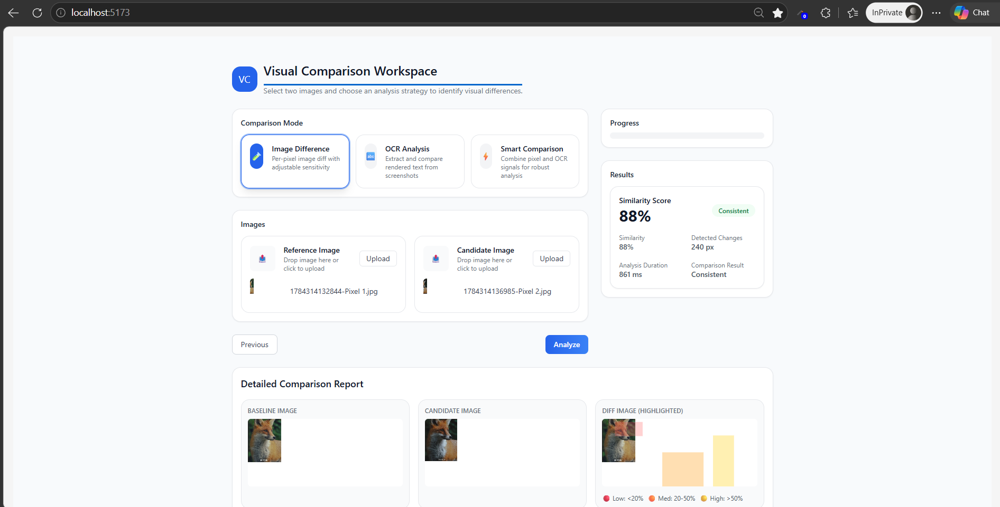 localhost:5173
0
InPrivate
Chat
VC
Visual Comparison Workspace
Select two images and choose an analysis strategy to identify visual differences.
Comparison Mode
Image Difference
Per-pixel image diff with
adjustable sensitivity
abc
OCR Analysis
Extract and compare
rendered text from
screenshots
Smart Comparison
Combine pixel and OCR
signals for robust
analysis
Images
Reference Image
Drop image here or
click to upload
Upload
1784314132844-Pixel 1.jpg
Candidate Image
Drop image here or
click to upload
Upload
1784314136985-Pixel 2.jpg
Previous
Analyze
Progress
Results
Similarity Score
88%
Consistent
Similarity
88%
Detected Changes
240 px
Analysis Duration
861 ms
Comparison Result
Consistent
Detailed Comparison Report
BASELINE IMAGE
CANDIDATE IMAGE
DIFF IMAGE (HIGHLIGHTED)
Low: <20% Med: 20-50% High: >50%